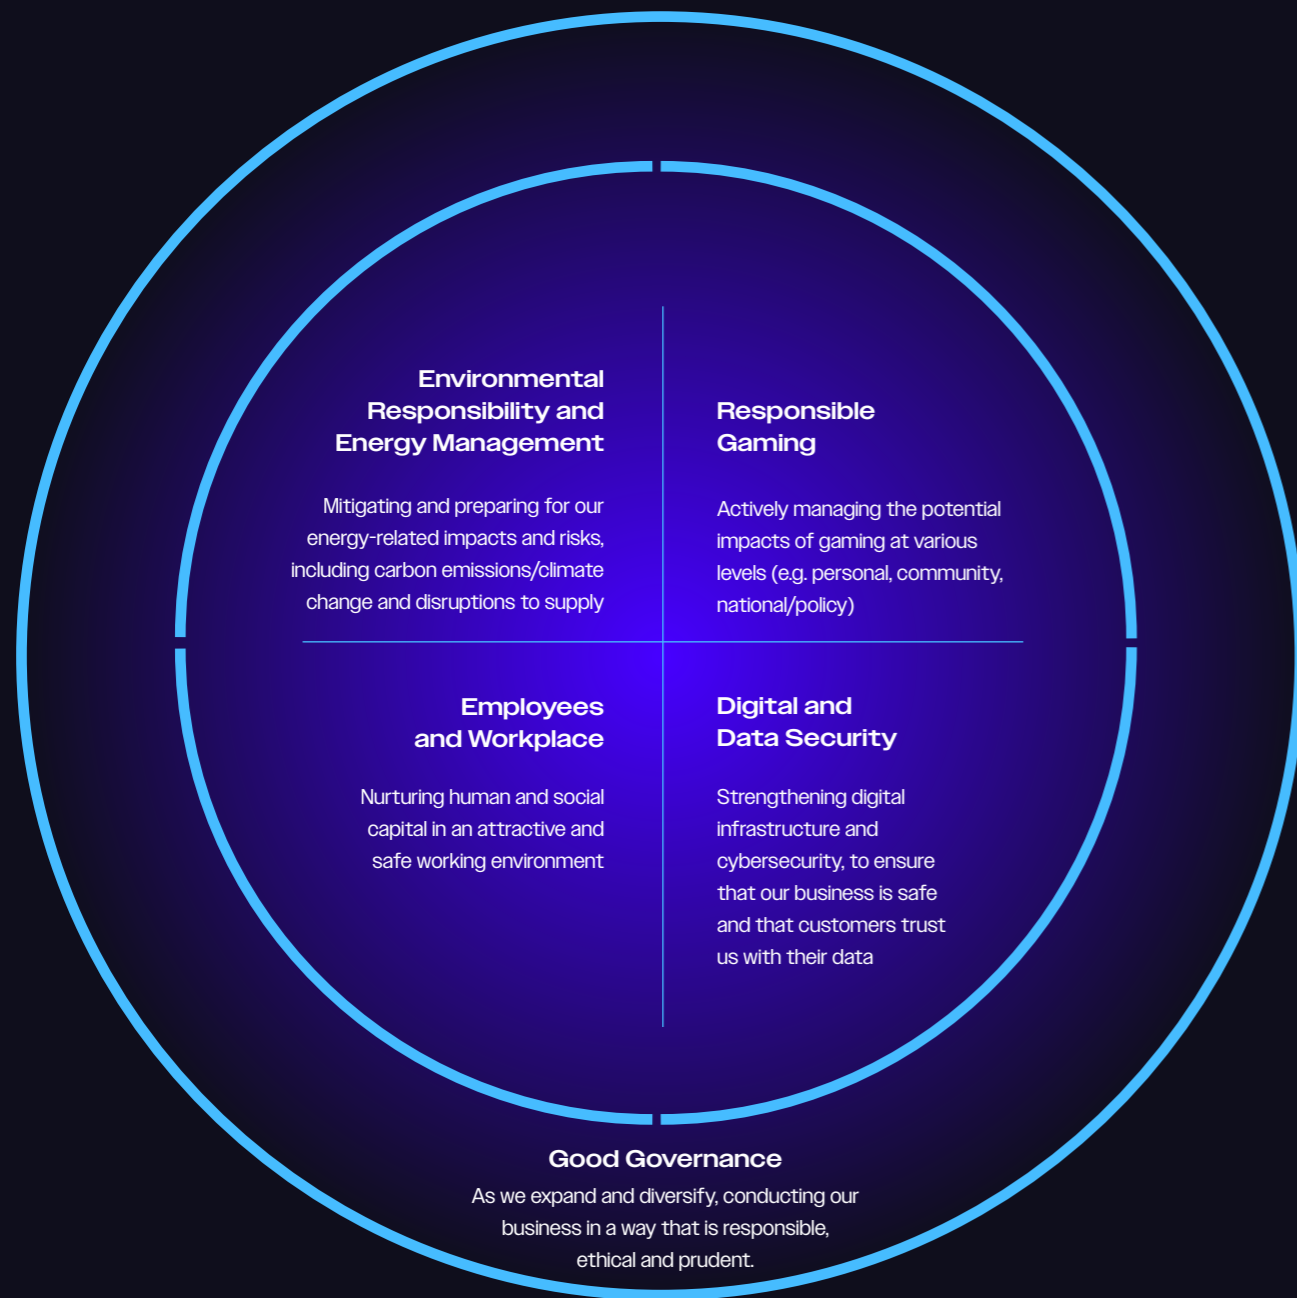 Environmental
Responsibility and
Energy Management
Mitigating and preparing for our
energy-related impacts and risks,
including carbon emissions/climate
change and disruptions to supply
Responsible
Gaming
Actively managing the potential
impacts of gaming at various
levels (e.g. personal, community,
national/policy)
Employees
and Workplace
Nurturing human and social
capital in an attractive and
safe working environment
Digital and
Data Security
Strengthening digital
infrastructure and
cybersecurity, to ensure
that our business is safe
and that customers trust
us with their data
Good Governance
As we expand and diversify, conducting our
business in a way that is responsible,
ethical and prudent.